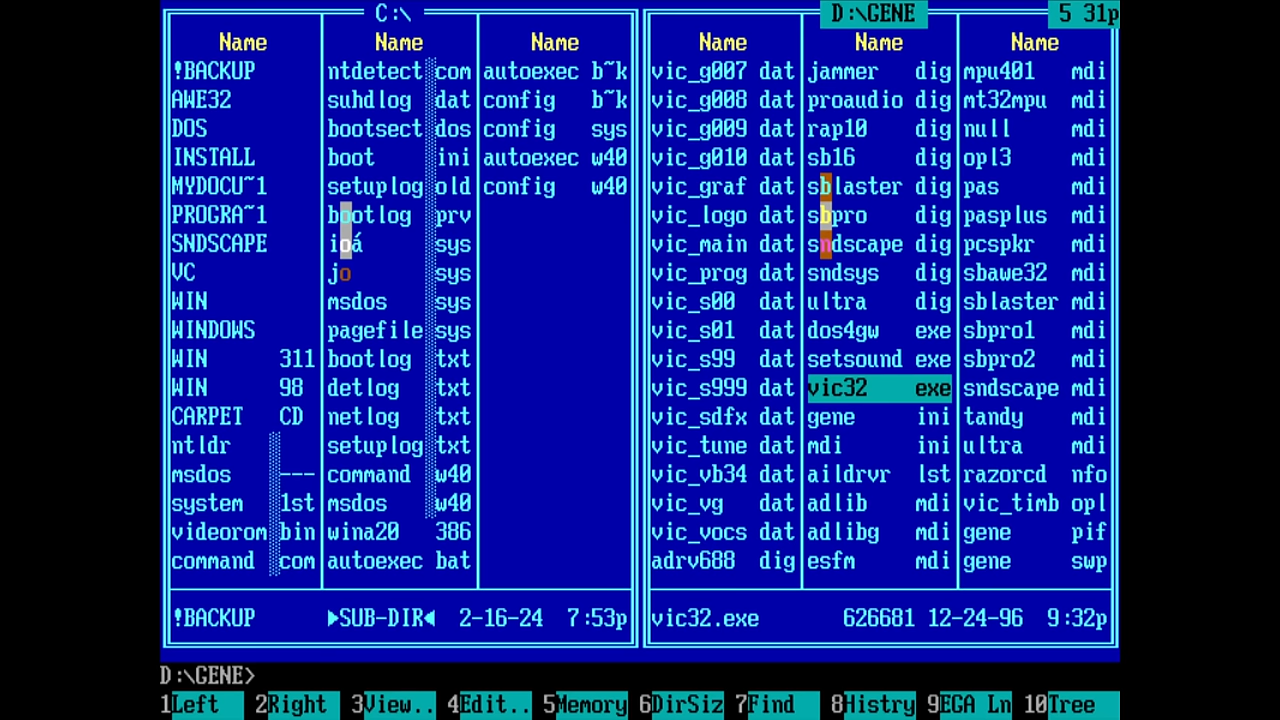 C:\ D:\GENE 5 31p
Name Name Name Name Name Name
!BACKUP ntdetect░com autoexec b~k vic_g007 dat jammer dig mpu401 mdi
AWE32 suhdlog ░dat config b~k vic_g008 dat proaudio dig mt32mpu mdi
DOS bootsect░dos config sys vic_g009 dat rap10 dig null mdi
INSTALL boot ░ini autoexec w40 vic_g010 dat sb16 dig opl3 mdi
MYDOCU~1 setuplog░old config w40 vic_graf dat sblaster dig pas mdi
PROGRA~1 bootlog ░prv vic_logo dat sbpro dig pasplus mdi
SNDSCAPE ioá ░sys vic_main dat sndscape dig pcspkr mdi
VC jo ░sys vic_prog dat sndsys dig sbawe32 mdi
WIN msdos ░sys vic_s00 dat ultra dig sblaster mdi
WINDOWS pagefile░sys vic_s01 dat dos4gw exe sbpro1 mdi
WIN 311 bootlog ░txt vic_s99 dat setsound exe sbpro2 mdi
WIN 98 detlog ░txt vic_s999 dat vic32 exe sndscape mdi
CARPET CD netlog ░txt vic_sdfx dat gene ini tandy mdi
ntldr ░ setuplog░txt vic_tune dat mdi ini ultra mdi
msdos ░--- command ░w40 vic_vb34 dat aildrvr lst razorcd nfo
system ░1st msdos ░w40 vic_vg dat adlib mdi vic_timb opl
videorom░bin wina20 386 vic_vocs dat adlibg mdi gene pif
command ░com autoexec bat adrv688 dig esfm mdi gene swp
!BACKUP ►SUB-DIR◄ 2-16-24 7:53p vic32.exe 626681 12-24-96 9:32p
D:\GENE>
1Left 2Right 3View.. 4Edit.. 5Memory 6DirSiz 7Find 8Histry 9EGA Ln 10Tree